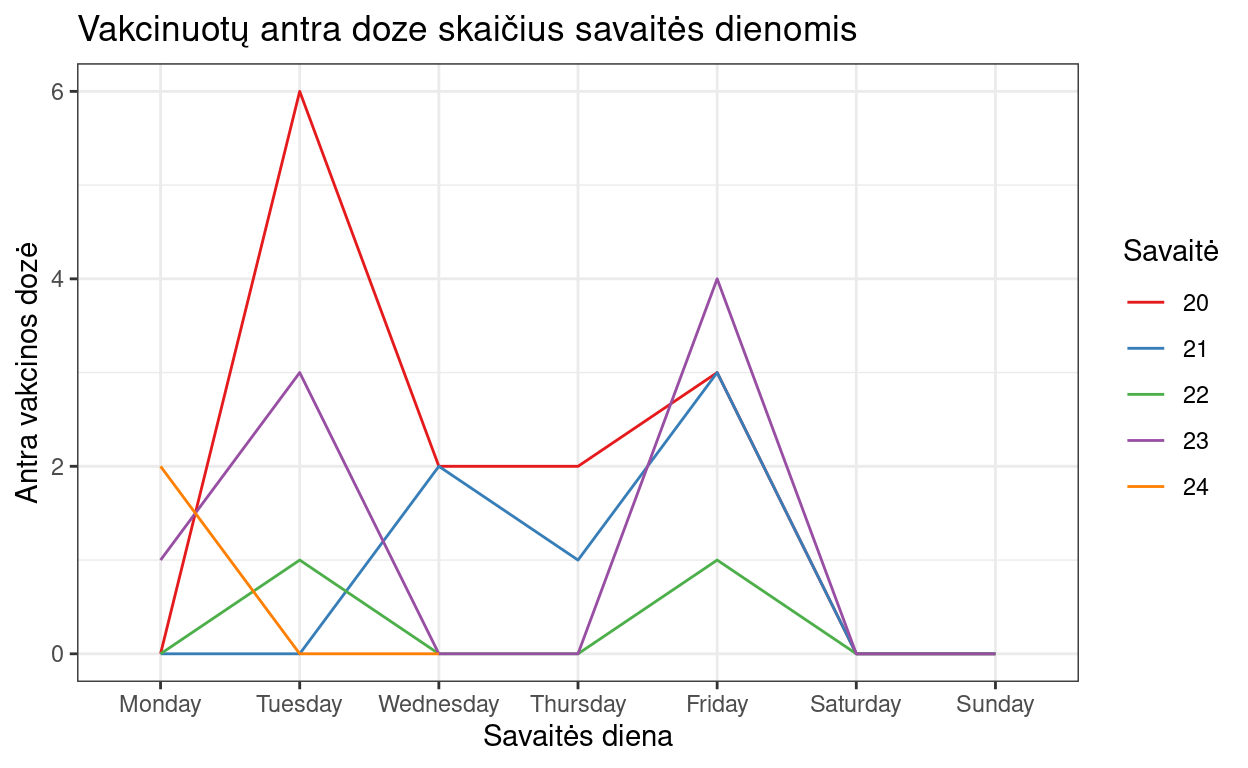 Vakcinuotų antra doze skaičius savaitės dienomis
Antra vakcinos dozė
6
4
2
0
Monday Tuesday Wednesday Thursday Friday Saturday Sunday
Savaitės diena
Savaitė
20
21
22
23
24